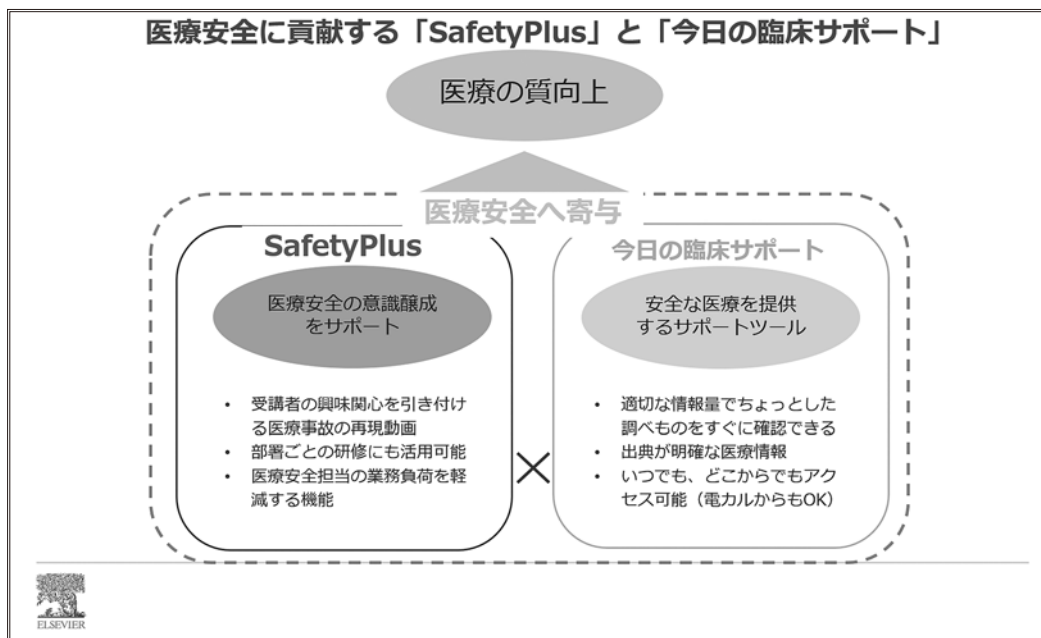 医療安全に貢献する「SafetyPlus」と「今日の臨床サポート」
医療の質向上
医療安全へ寄与
SafetyPlus
医療安全の意識醸成
をサポート
• 受講者の興味関心を引き付け
る医療事故の再現動画
• 部署ごとの研修にも活用可能
• 医療安全担当の業務負荷を軽
減する機能
×
今日の臨床サポート
安全な医療を提供
するサポートツール
• 適切な情報量でちょっとした
調べものをすぐに確認できる
• 出典が明確な医療情報
• いつでも、どこからでもアク
セス可能（電カルからもOK）
ELSEVIER